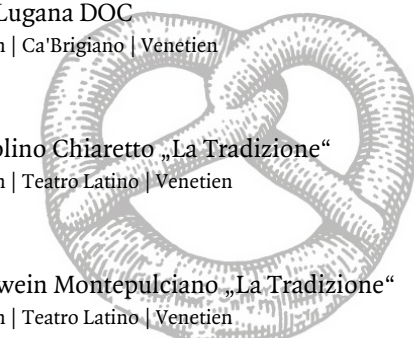 Lugana DOC
n | Ca'Brigiano | Venetien
olino Chiaretto „La Tradizione“
n | Teatro Latino | Venetien
wein Montepulciano „La Tradizione“
n | Teatro Latino | Venetien